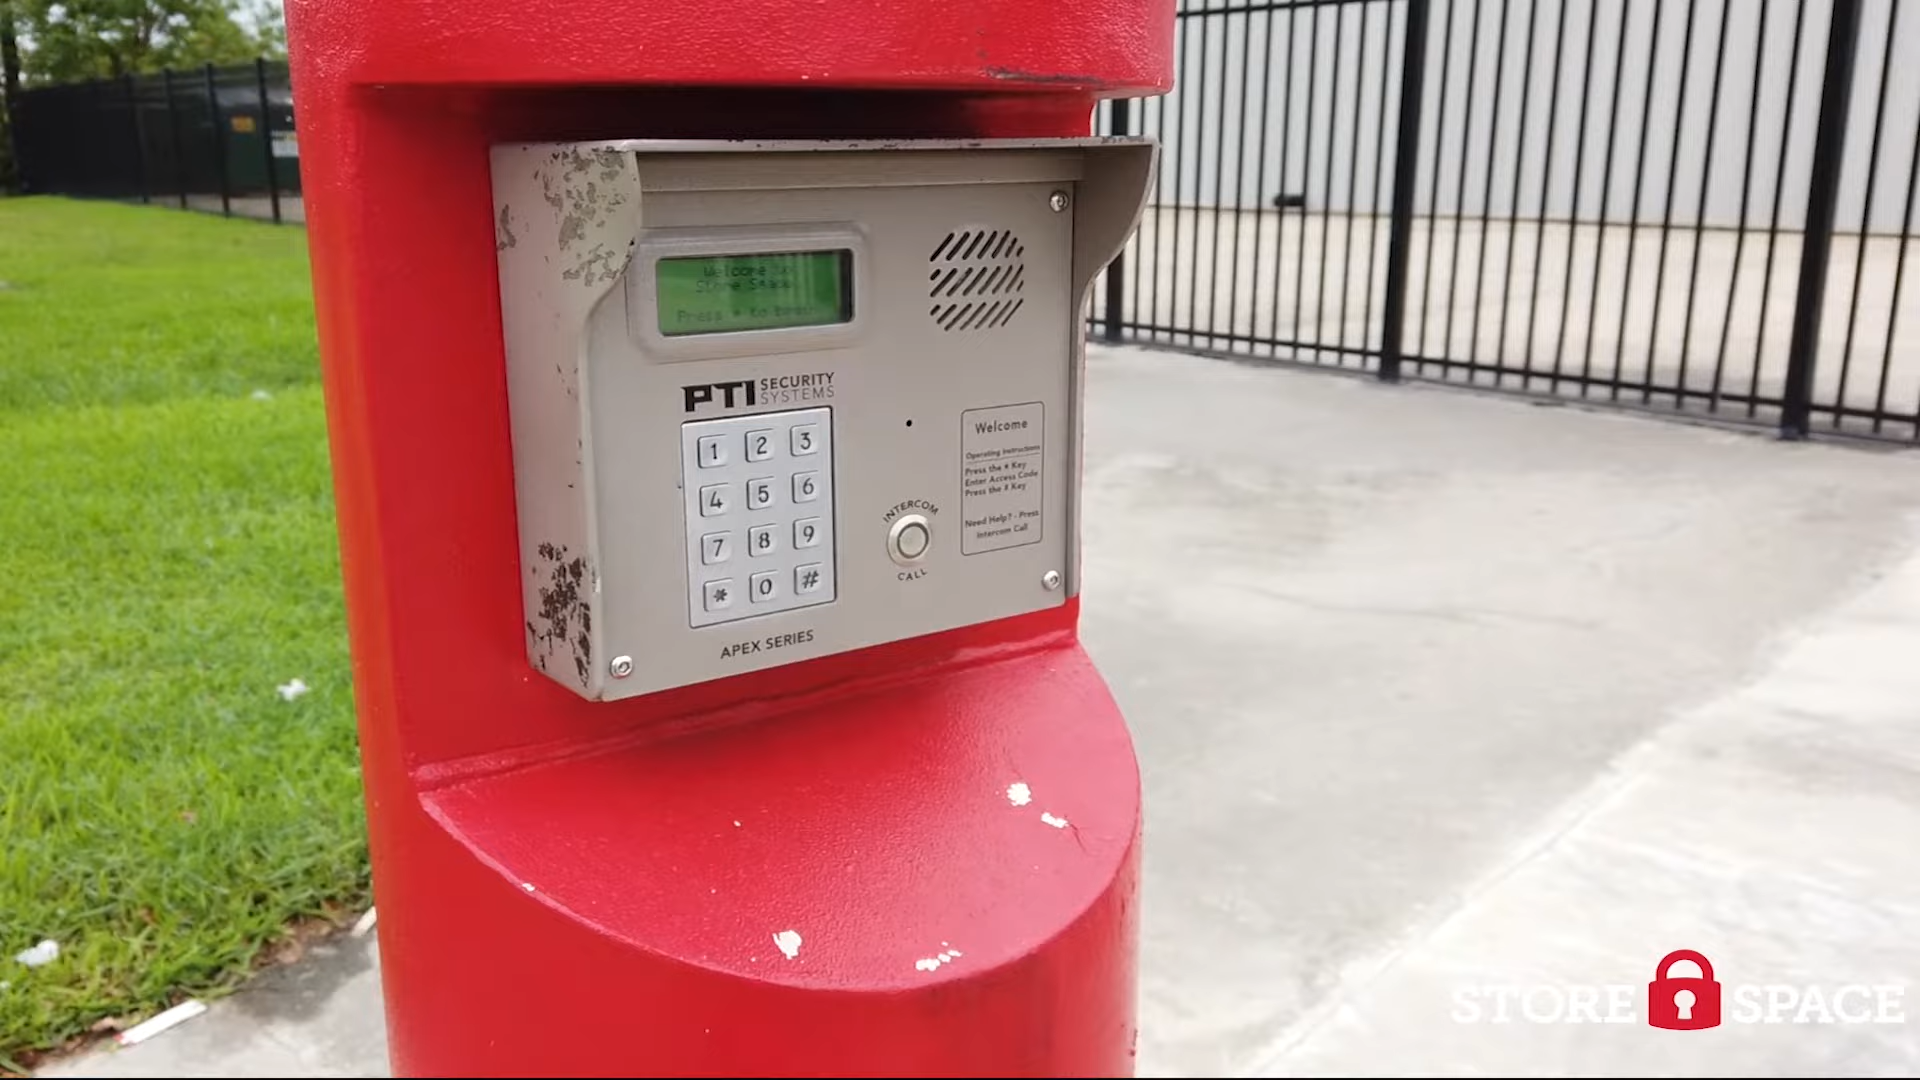 Welcome to
Store Space
Press * to begin
PTI SECURITY
SYSTEMS
1 2 3
4 5 6
7 8 9
* 0 #
APEX SERIES
INTERCOM
CALL
Welcome
Operating Instructions
Press the * Key
Enter Access Code
Press the # Key
Need Help? - Press
Intercom Call
STORE SPACE